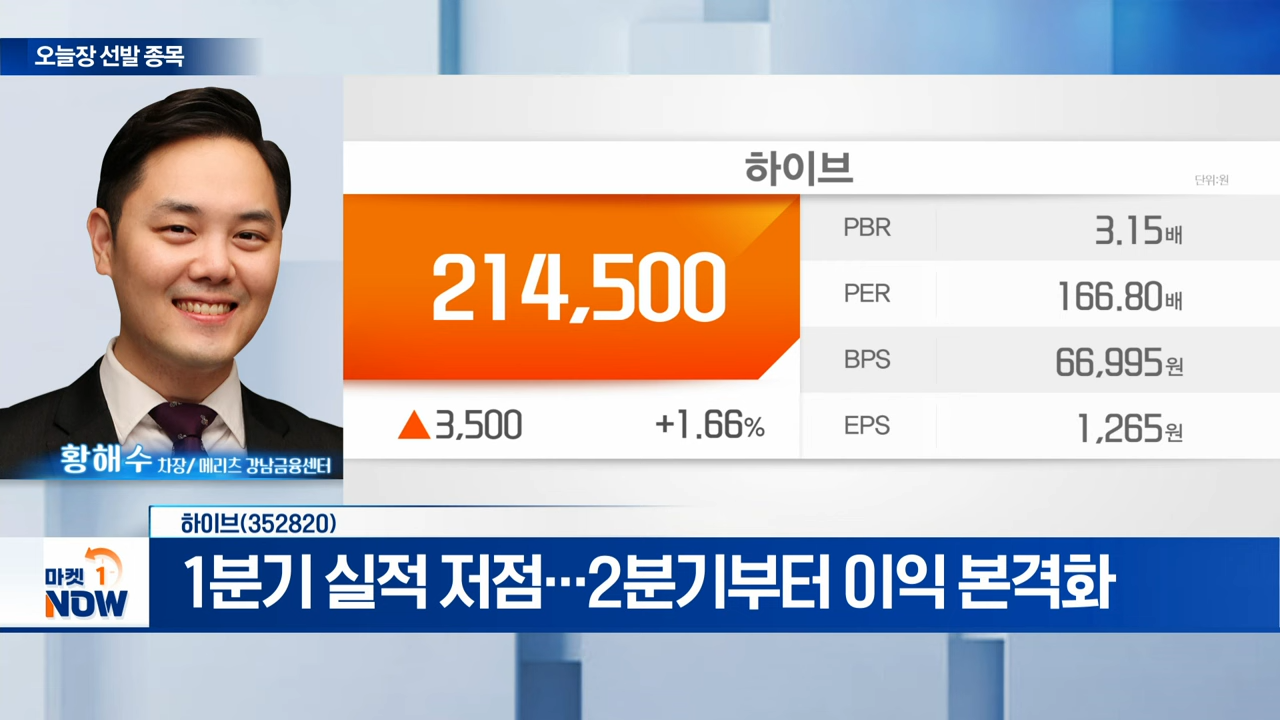 오늘장 선발 종목
하이브
단위:원
214,500
▲3,500 +1.66%
PBR 3.15배
PER 166.80배
BPS 66,995원
EPS 1,265원
황해수 차장/ 메리츠 강남금융센터
하이브(352820)
마켓 1
NOW
1분기 실적 저점…2분기부터 이익 본격화